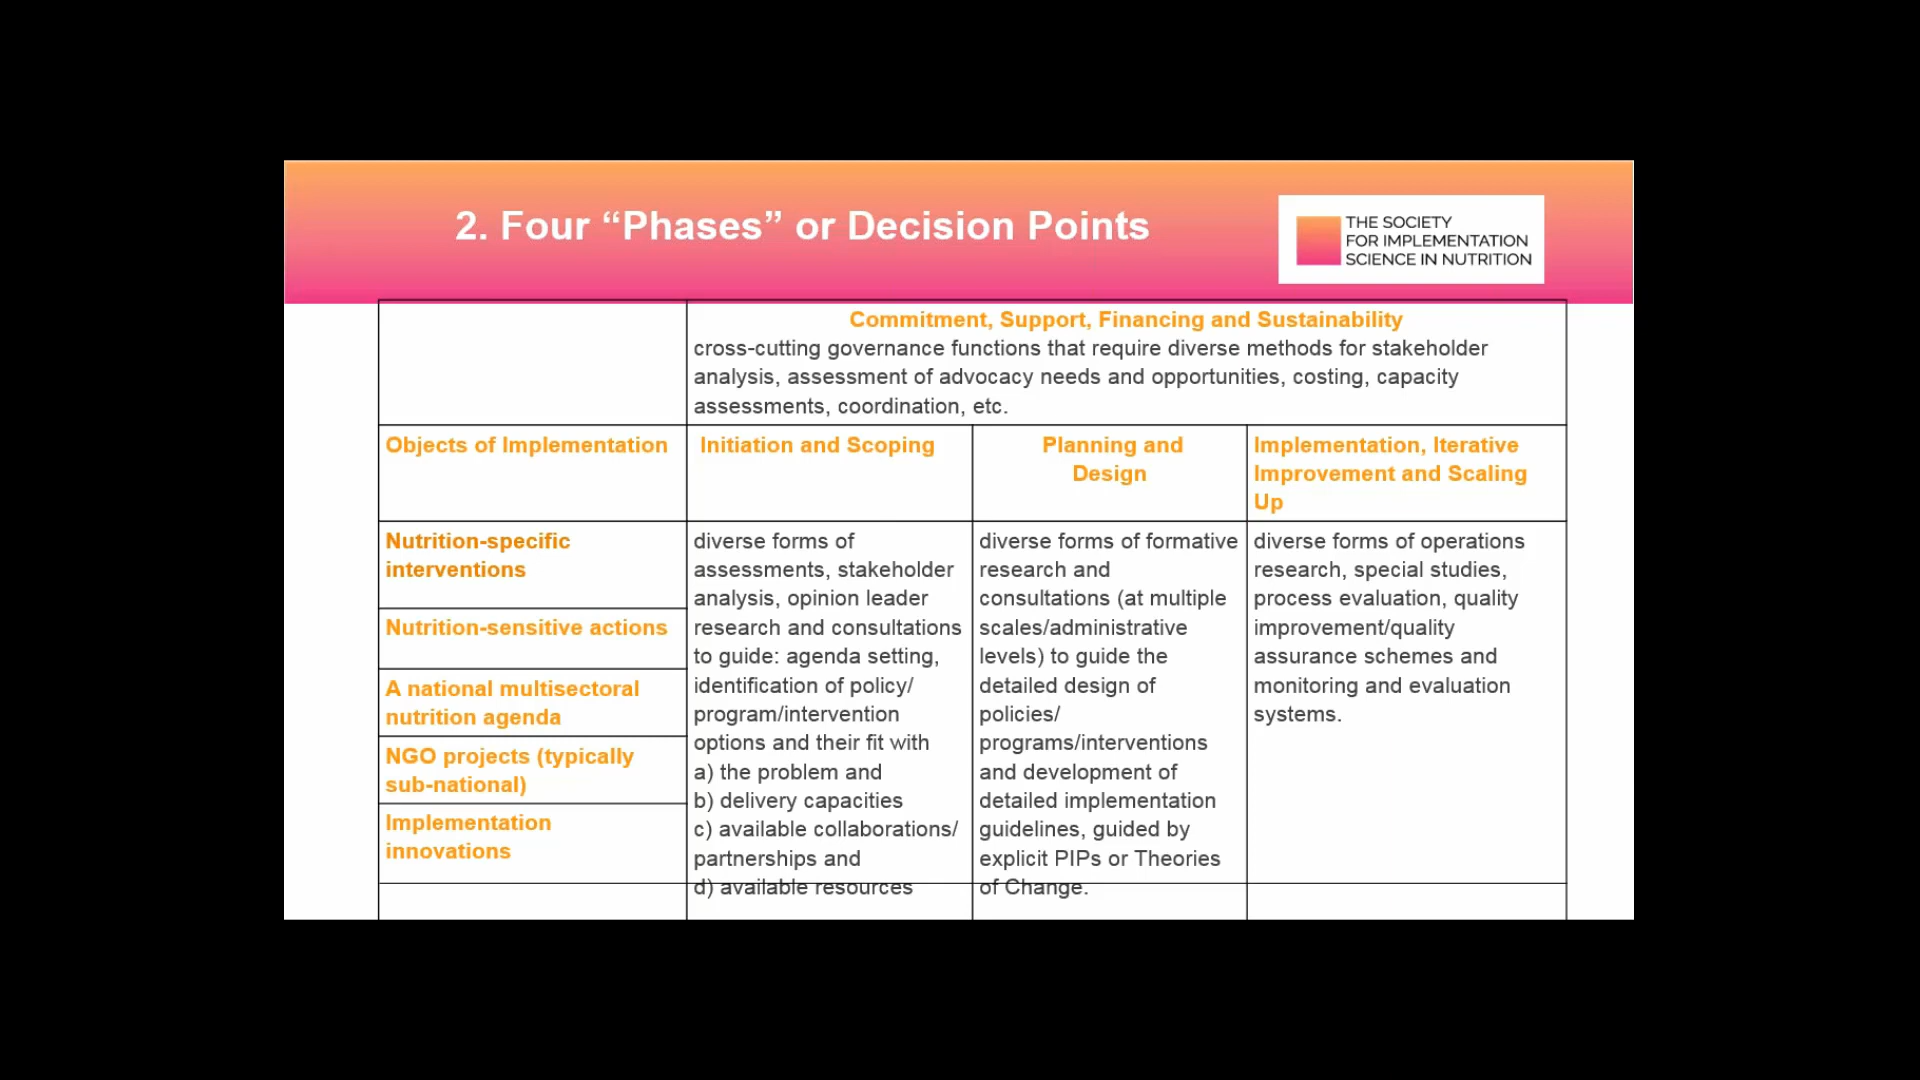 2. Four “Phases” or Decision Points
THE SOCIETY
FOR IMPLEMENTATION
SCIENCE IN NUTRITION
Commitment, Support, Financing and Sustainability
cross-cutting governance functions that require diverse methods for stakeholder
analysis, assessment of advocacy needs and opportunities, costing, capacity
assessments, coordination, etc.
Objects of Implementation
Initiation and Scoping
Planning and
Design
Implementation, Iterative
Improvement and Scaling
Up
Nutrition-specific
interventions
Nutrition-sensitive actions
A national multisectoral
nutrition agenda
NGO projects (typically
sub-national)
Implementation
innovations
diverse forms of
assessments, stakeholder
analysis, opinion leader
research and consultations
to guide: agenda setting,
identification of policy/
program/intervention
options and their fit with
a) the problem and
b) delivery capacities
c) available collaborations/
partnerships and
d) available resources
diverse forms of formative
research and
consultations (at multiple
scales/administrative
levels) to guide the
detailed design of
policies/
programs/interventions
and development of
detailed implementation
guidelines, guided by
explicit PIPs or Theories
of Change.
diverse forms of operations
research, special studies,
process evaluation, quality
improvement/quality
assurance schemes and
monitoring and evaluation
systems.